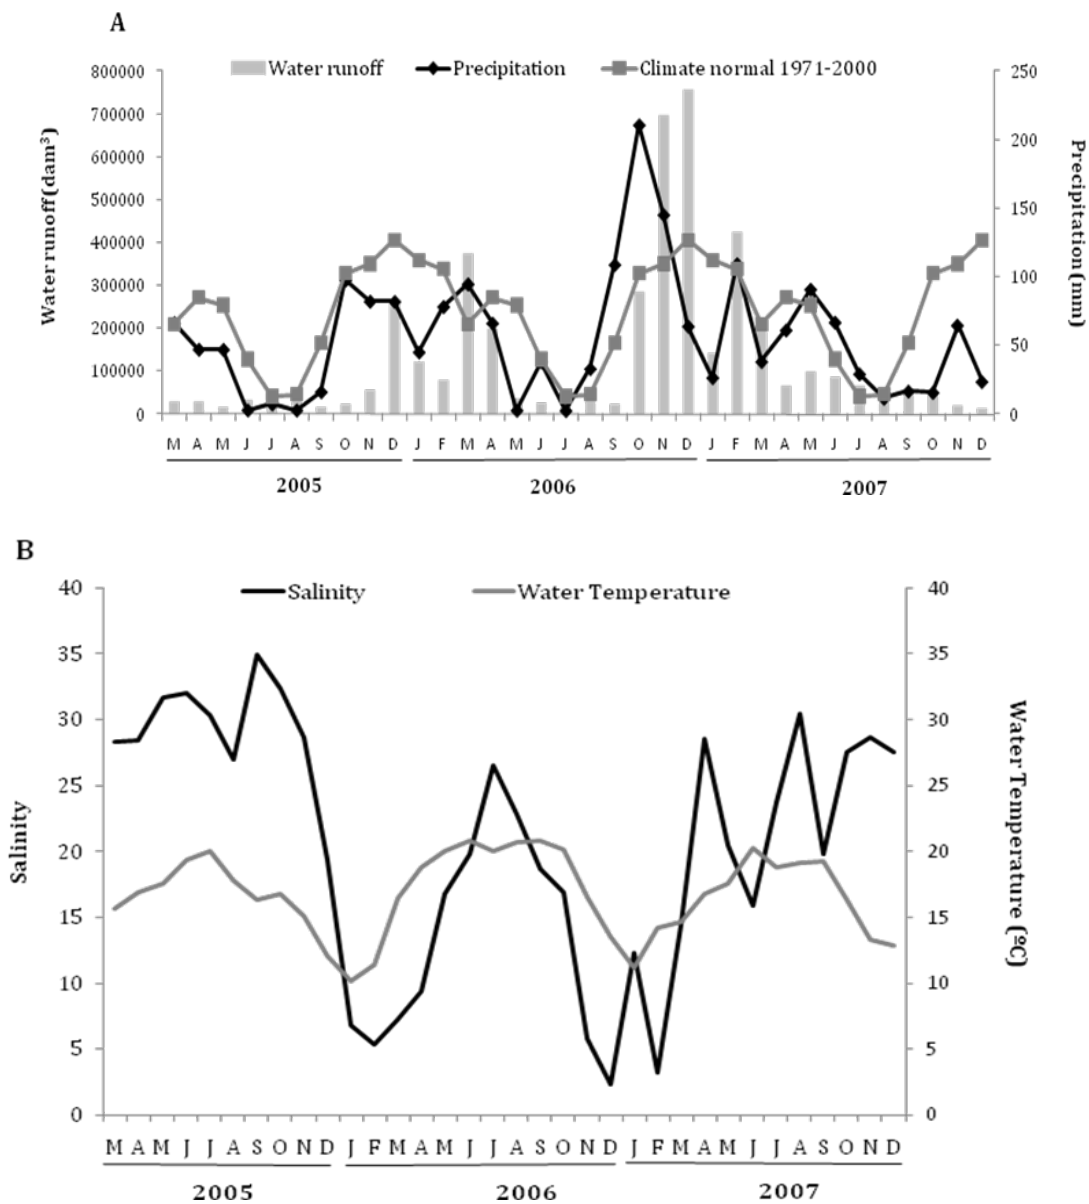 A
Water runoff Precipitation Climate normal 1971-2000
Water runoff (dam³)
800000
700000
600000
500000
400000
300000
200000
100000
0
250
200
150
100
50
0
Precipitation (mm)
M A M J J A S O N D J F M A M J J A S O N D J F M A M J J A S O N D
2005 2006 2007
B
Salinity Water Temperature
Salinity
40
35
30
25
20
15
10
5
0
40
35
30
25
20
15
10
5
0
Water Temperature (ºC)
M A M J J A S O N D J F M A M J J A S O N D J F M A M J J A S O N D
2005 2006 2007